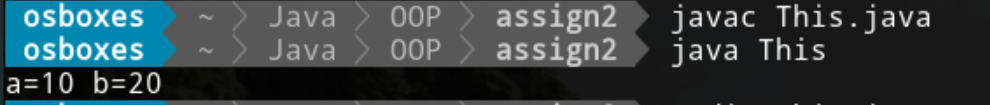 osboxes ~ Java OOP assign2 javac This.java
osboxes ~ Java OOP assign2 java This
a=10 b=20